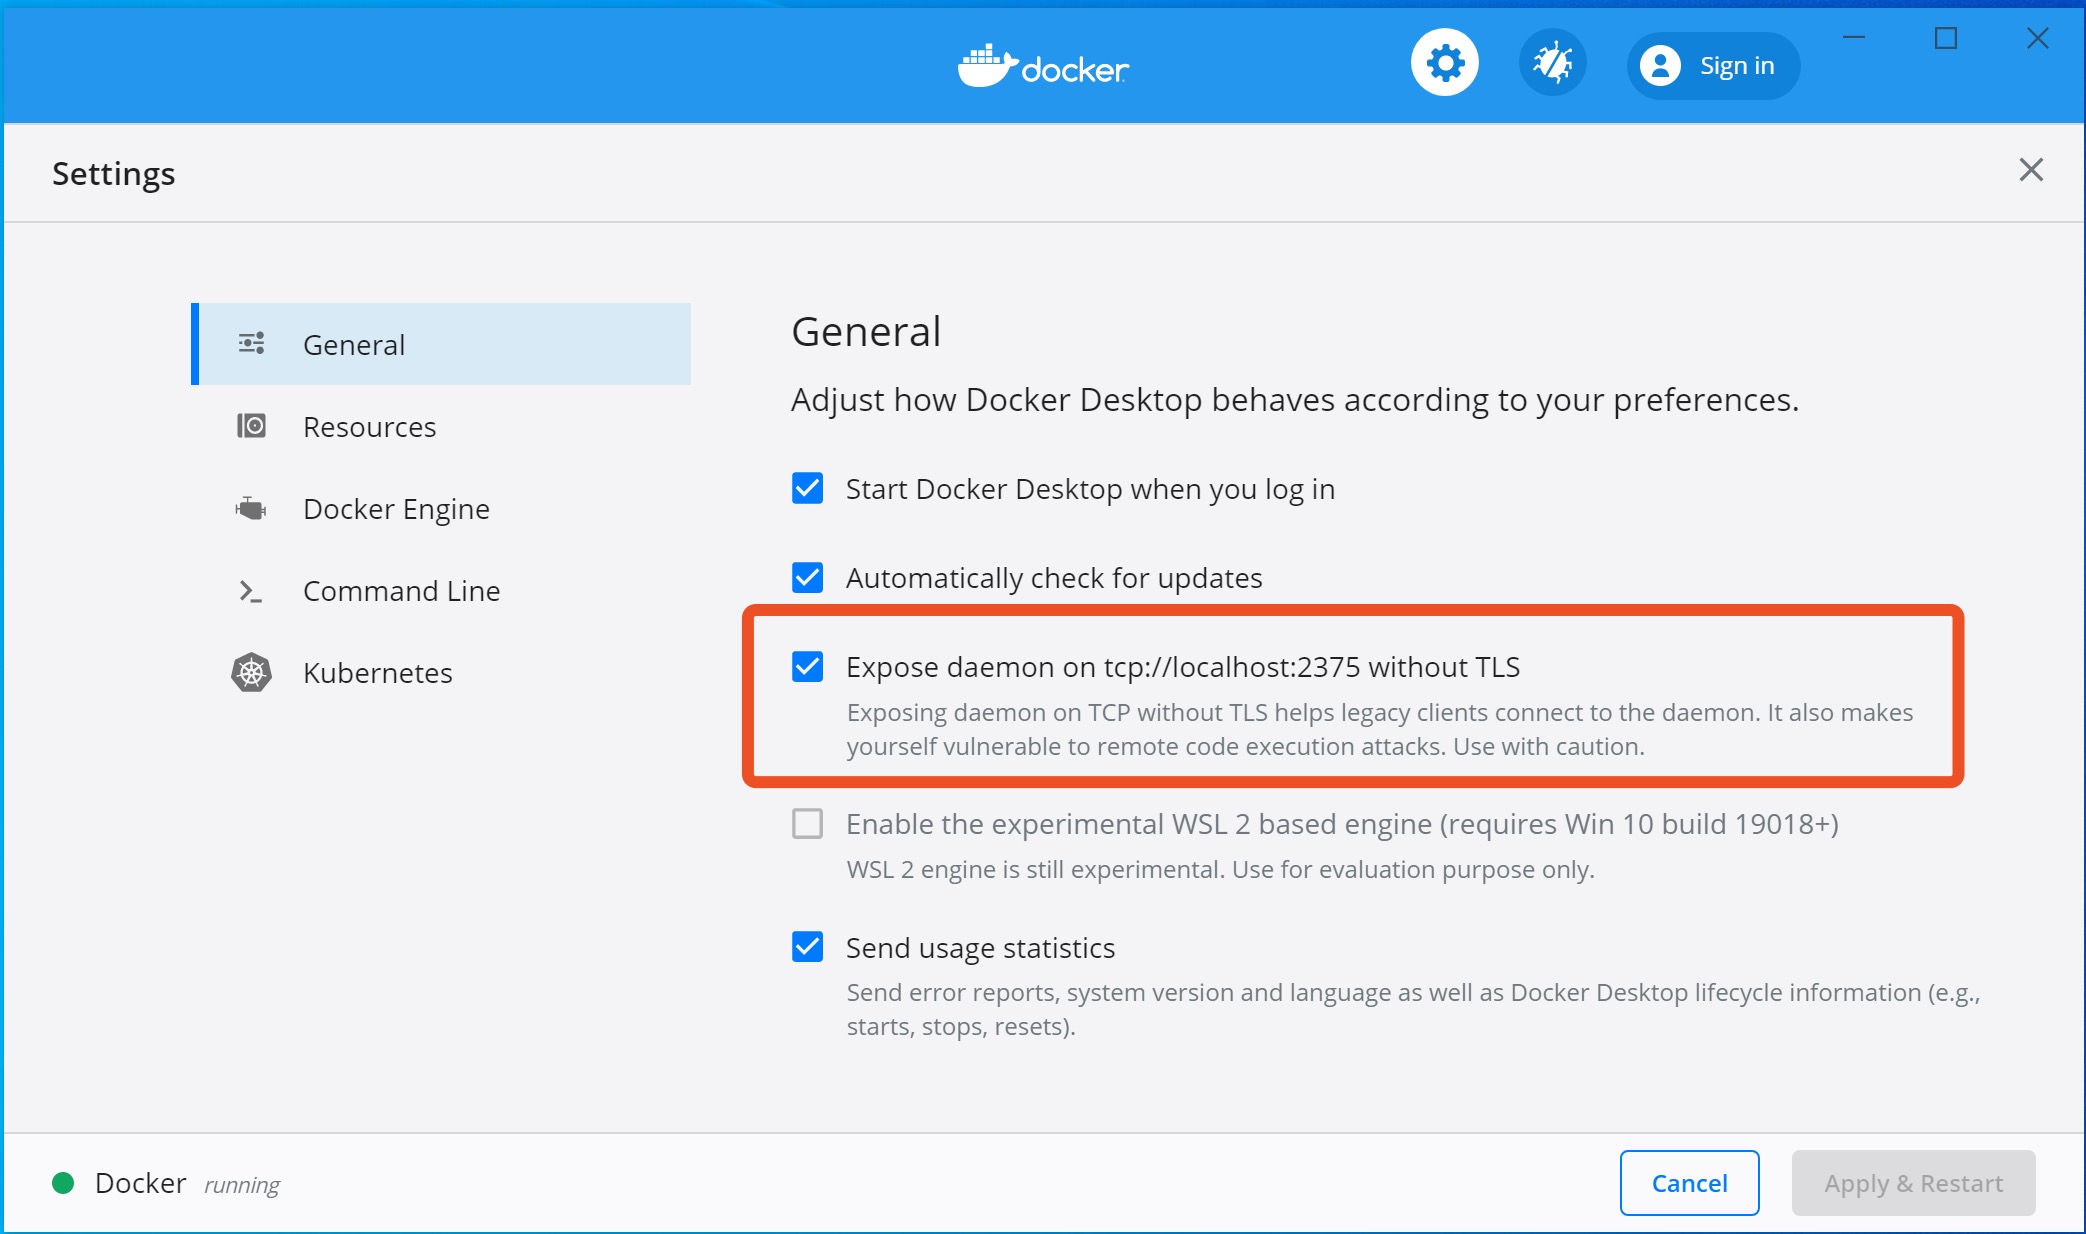 docker
Sign in
Settings
General
Resources
Docker Engine
Command Line
Kubernetes
General
Adjust how Docker Desktop behaves according to your preferences.
Start Docker Desktop when you log in
Automatically check for updates
Expose daemon on tcp://localhost:2375 without TLS
Exposing daemon on TCP without TLS helps legacy clients connect to the daemon. It also makes
yourself vulnerable to remote code execution attacks. Use with caution.
Enable the experimental WSL 2 based engine (requires Win 10 build 19018+)
WSL 2 engine is still experimental. Use for evaluation purpose only.
Send usage statistics
Send error reports, system version and language as well as Docker Desktop lifecycle information (e.g.,
starts, stops, resets).
Docker running
Cancel
Apply & Restart